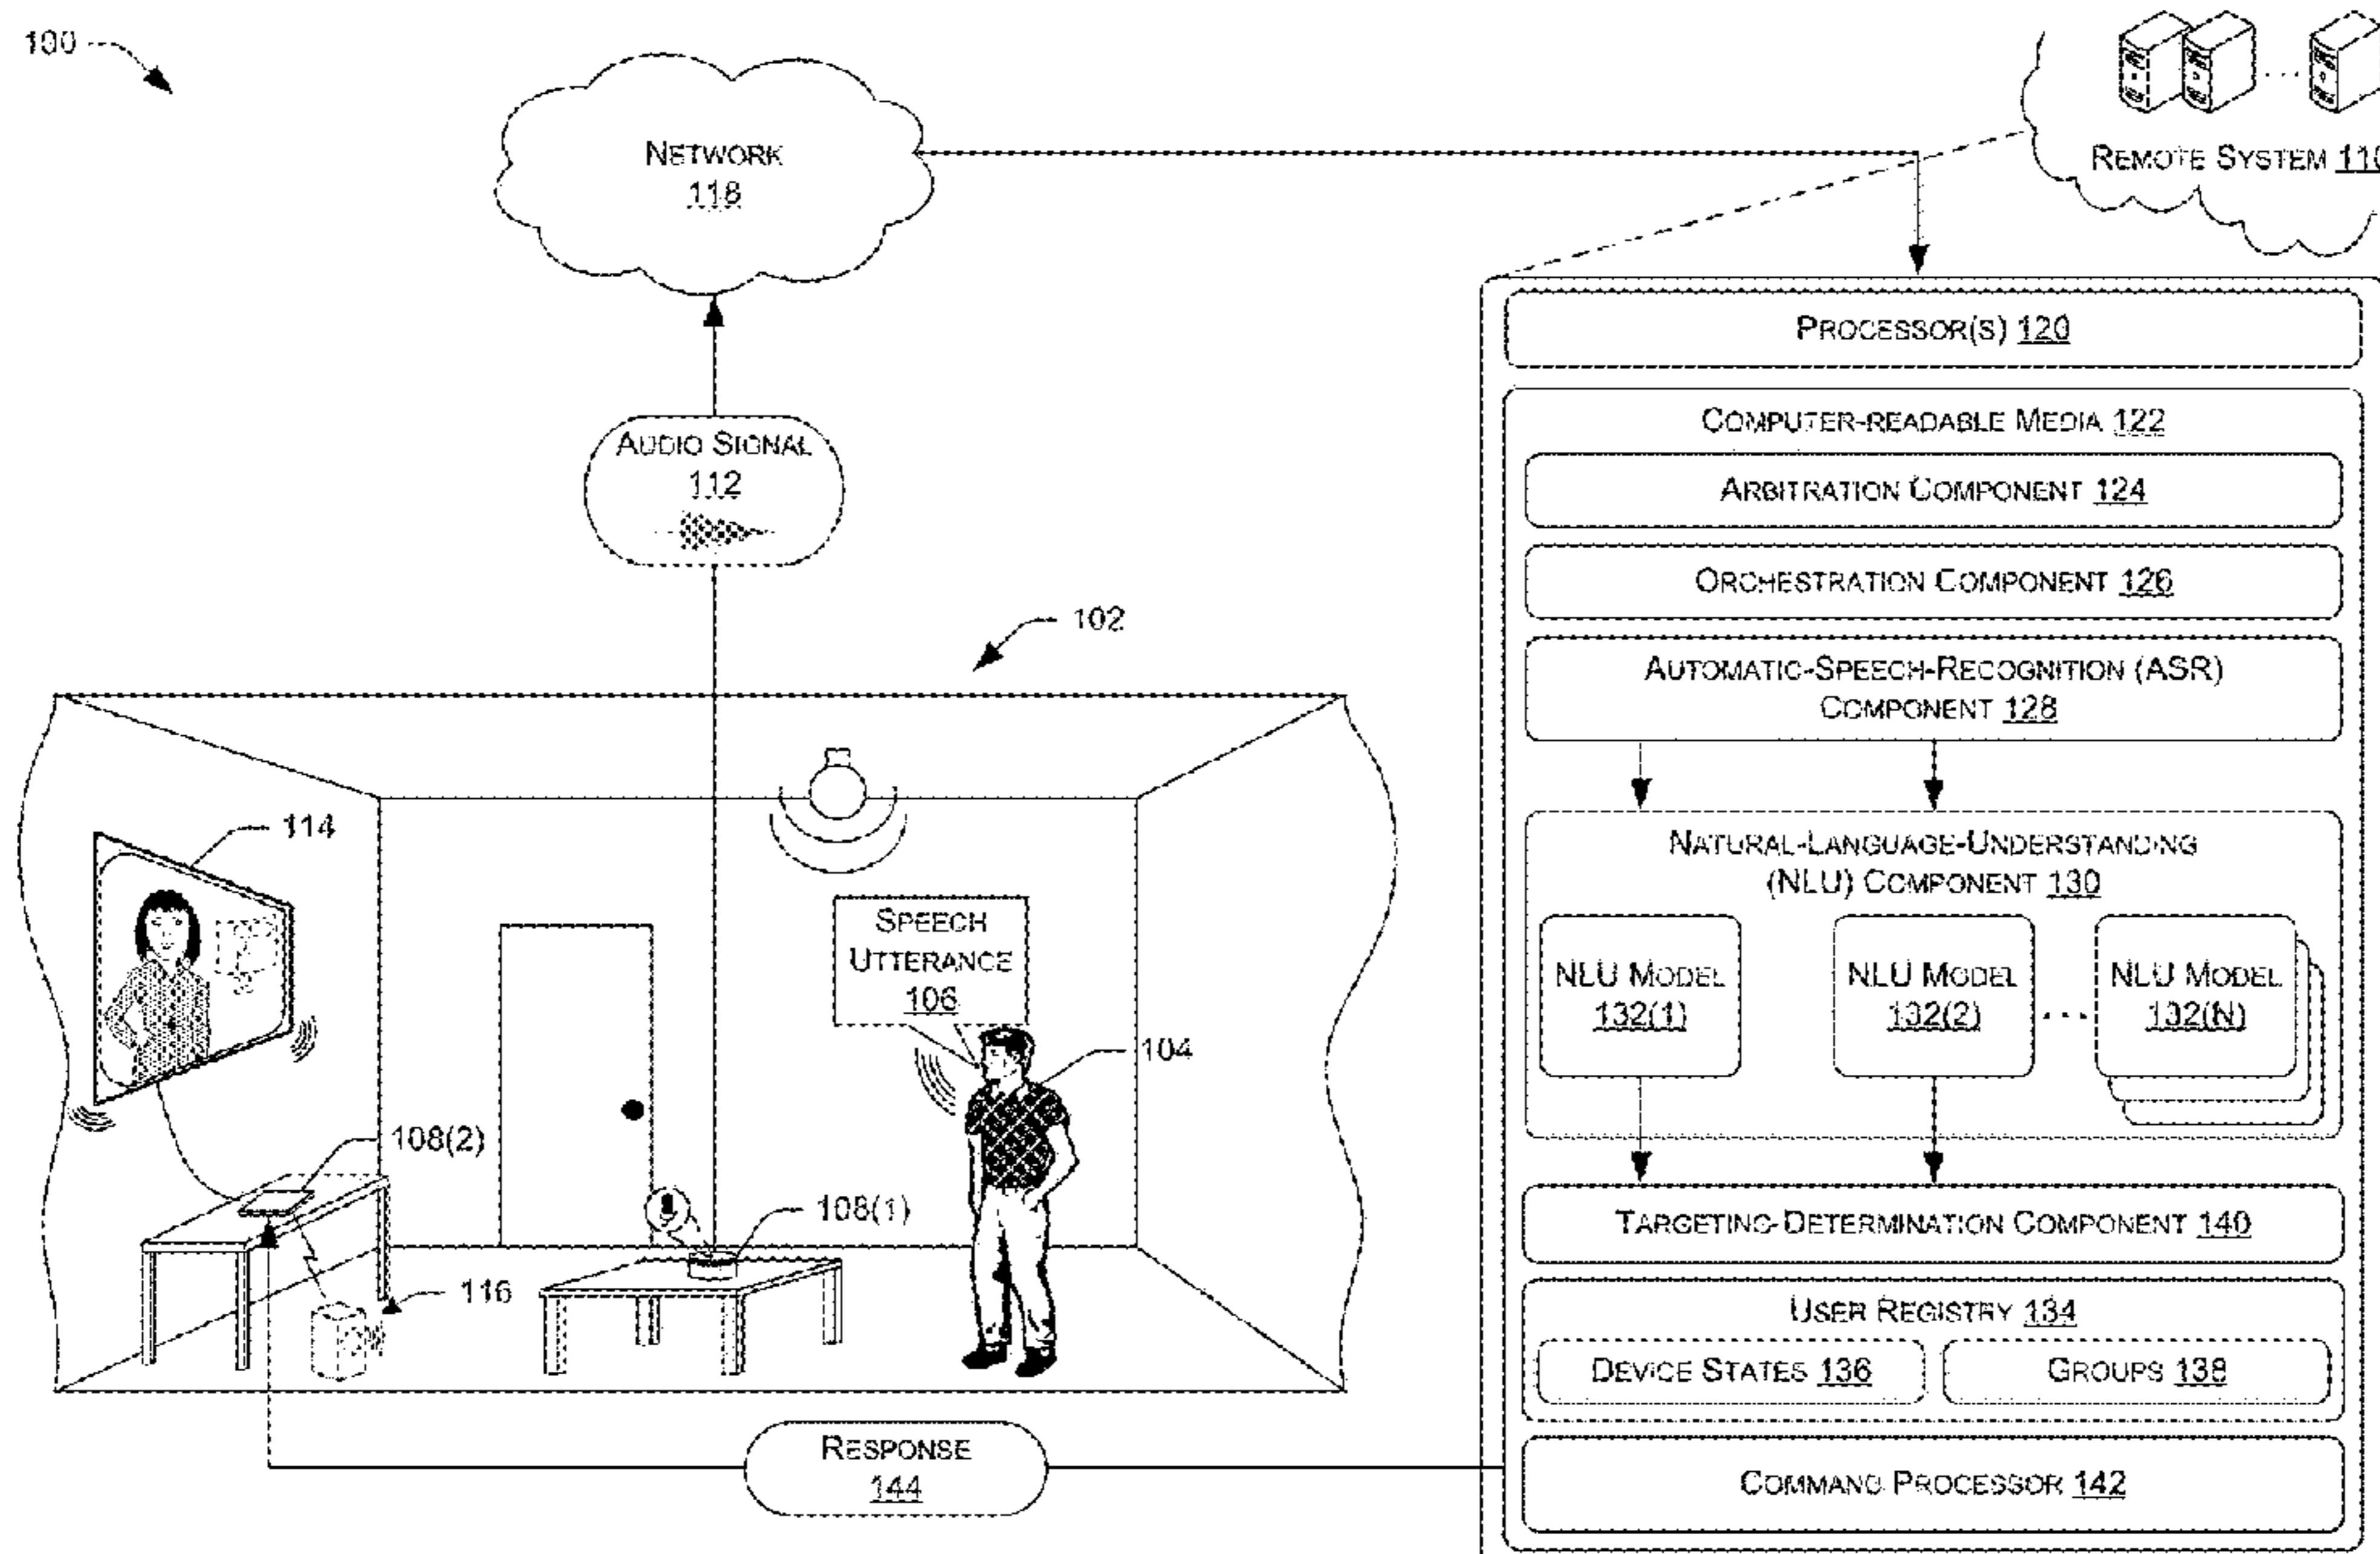 100
NETWORK
118
REMOTE SYSTEM 110
PROCESSOR(S) 120
COMPUTER-READABLE MEDIA 122
AUDIO SIGNAL
112
ARBITRATION COMPONENT 124
ORCHESTRATION COMPONENT 126
102
AUTOMATIC-SPEECH-RECOGNITION (ASR)
COMPONENT 128
114
NATURAL-LANGUAGE-UNDERSTANDING
(NLU) COMPONENT 130
SPEECH
UTTERANCE
106
NLU MODEL
132(1)
NLU MODEL
132(2)
...
NLU MODEL
132(N)
104
108(2)
108(1)
TARGETING-DETERMINATION COMPONENT 140
116
USER REGISTRY 134
DEVICE STATES 136
GROUPS 138
RESPONSE
144
COMMAND PROCESSOR 142